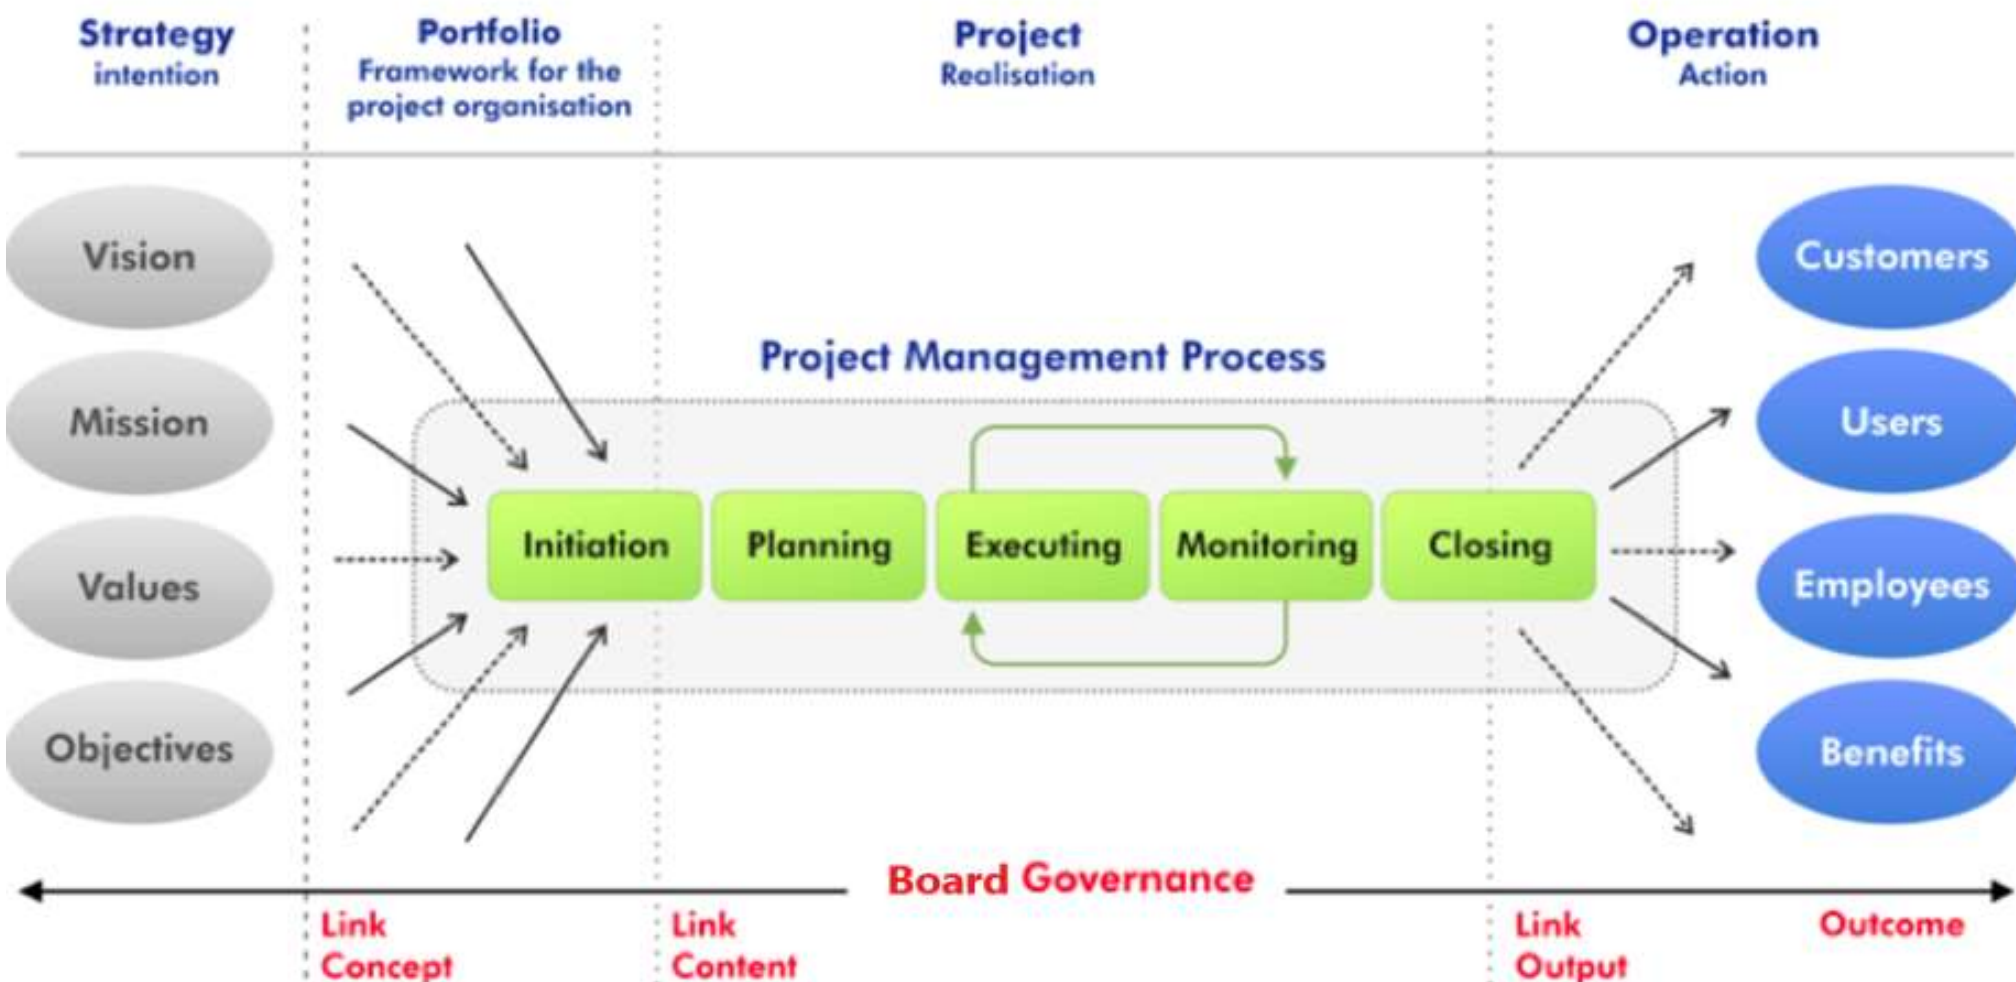 Strategy
intention
Portfolio
Framework for the
project organisation
Project
Realisation
Operation
Action
Vision
Mission
Values
Objectives
Project Management Process
Initiation
Planning
Executing
Monitoring
Closing
Customers
Users
Employees
Benefits
Board Governance
Link
Concept
Link
Content
Link
Output
Outcome